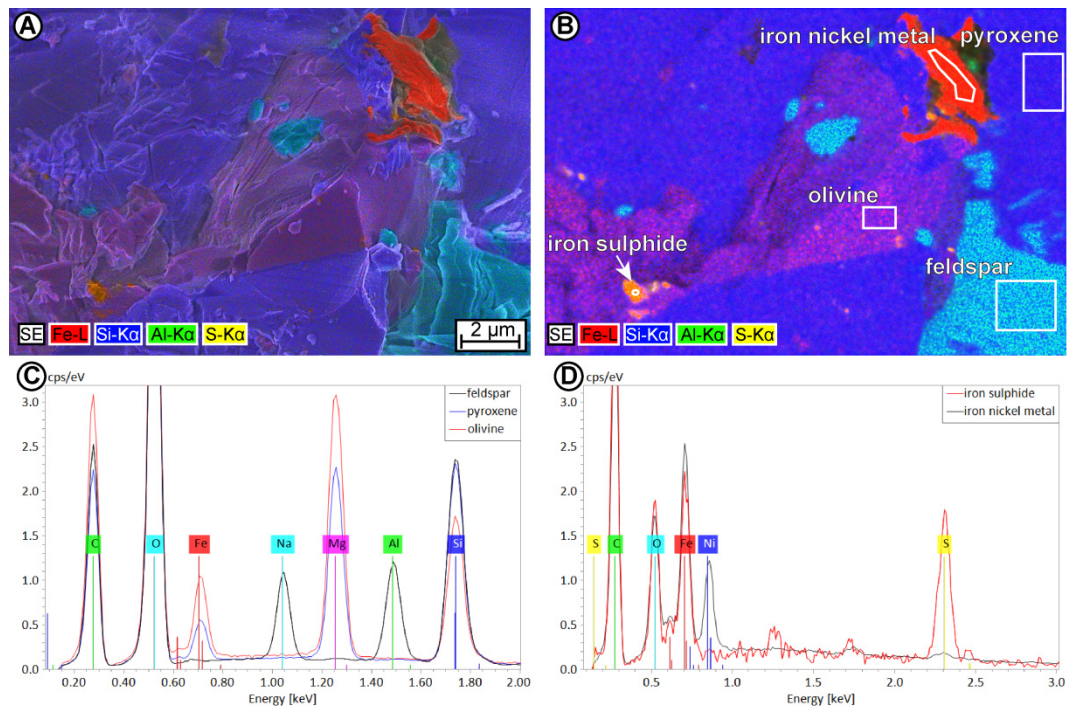 A
SE Fe-L Si-Kα Al-Kα S-Kα
2 µm
B
iron nickel metal pyroxene
olivine
iron sulphide
feldspar
SE Fe-L Si-Kα Al-Kα S-Kα
C
cps/eV
feldspar
pyroxene
olivine
3.0
2.5
2.0
1.5
1.0
0.5
0.0
C O Fe Na Mg Al Si
0.20 0.40 0.60 0.80 1.00 1.20 1.40 1.60 1.80 2.00
Energy [keV]
D
cps/eV
iron sulphide
iron nickel metal
3.0
2.5
2.0
1.5
1.0
0.5
0.0
S C O Fe Ni S
0.5 1.0 1.5 2.0 2.5 3.0
Energy [keV]